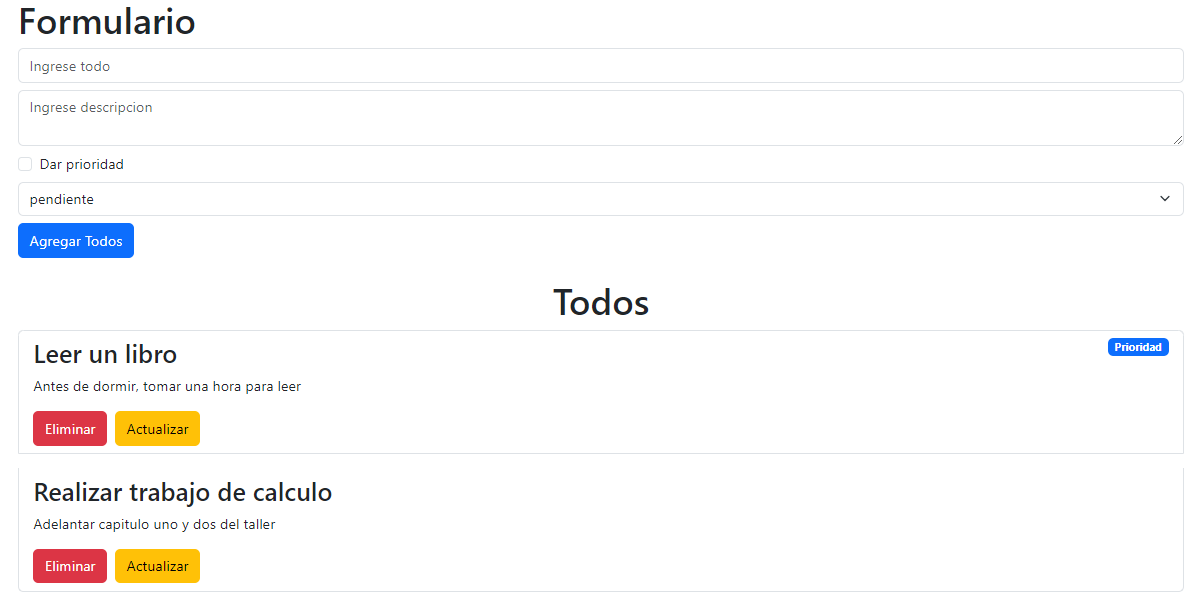 Formulario
Ingrese todo
Ingrese descripcion
Dar prioridad
pendiente
Agregar Todos
Todos
Leer un libro
Prioridad
Antes de dormir, tomar una hora para leer
Eliminar Actualizar
Realizar trabajo de calculo
Adelantar capitulo uno y dos del taller
Eliminar Actualizar